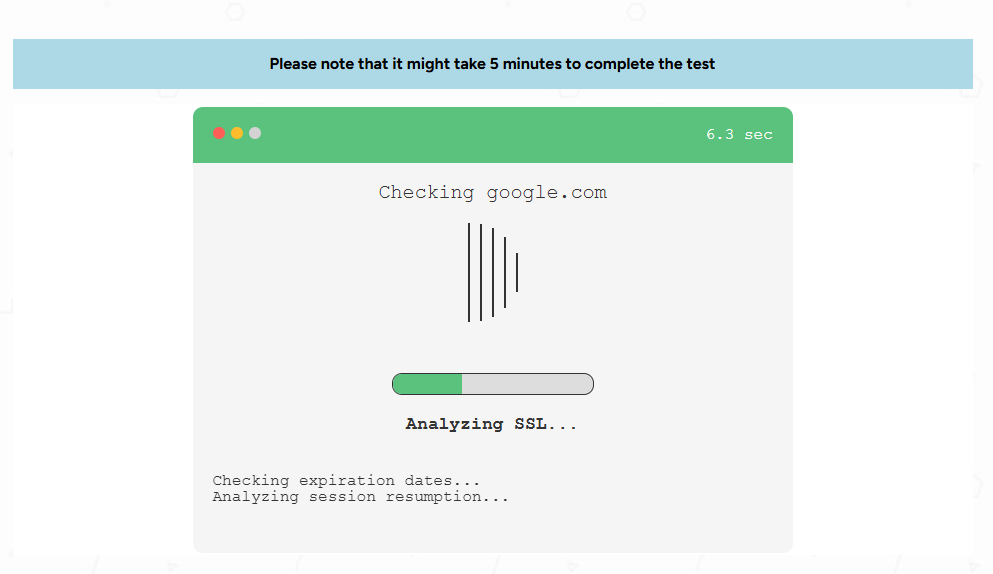 Please note that it might take 5 minutes to complete the test
6.3 sec
Checking google.com
Analyzing SSL...
Checking expiration dates...
Analyzing session resumption...